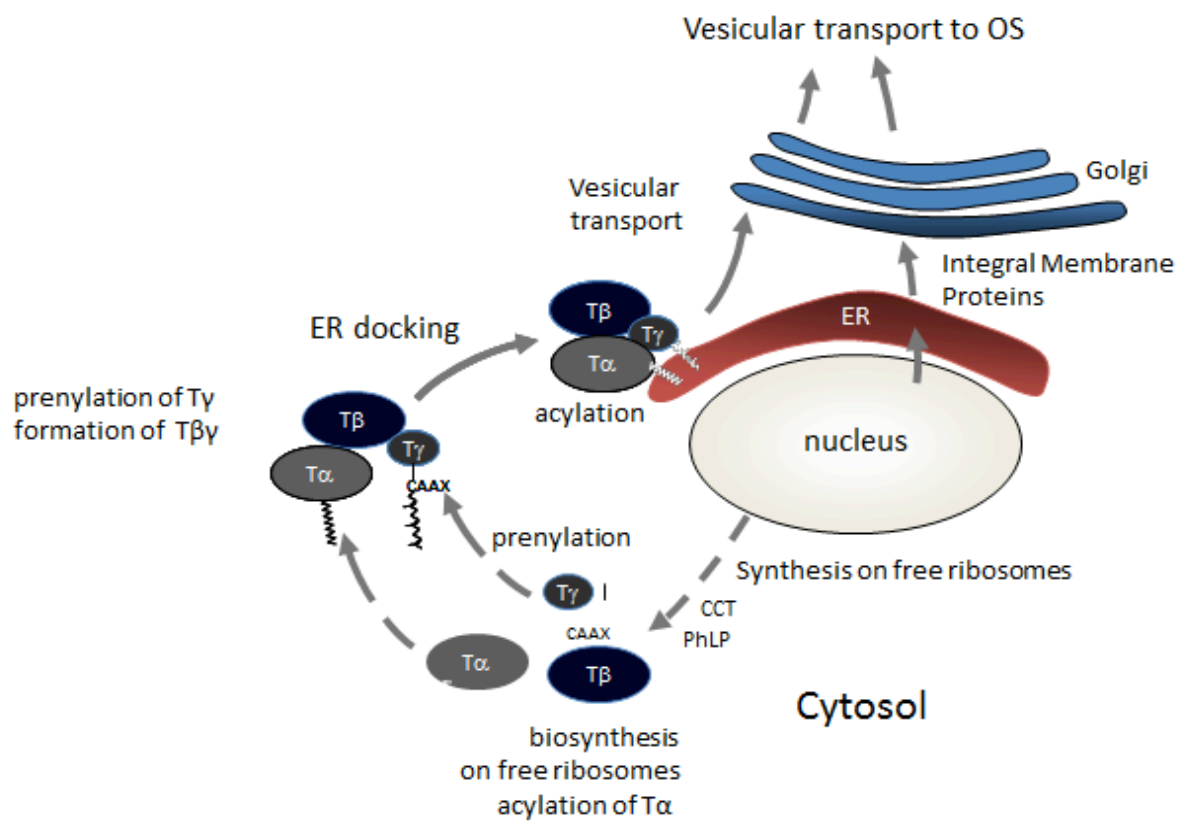 Vesicular transport to OS
Golgi
Vesicular
transport
Integral Membrane
Proteins
ER
Tβ
Tγ
Tα
acylation
ER docking
prenylation of Tγ
formation of Tβγ
Tβ
Tγ
Tα
CAAX
nucleus
prenylation
Synthesis on free ribosomes
Tγ I
CCT
PhLP
CAAX
Tα
Tβ
Cytosol
biosynthesis
on free ribosomes
acylation of Tα